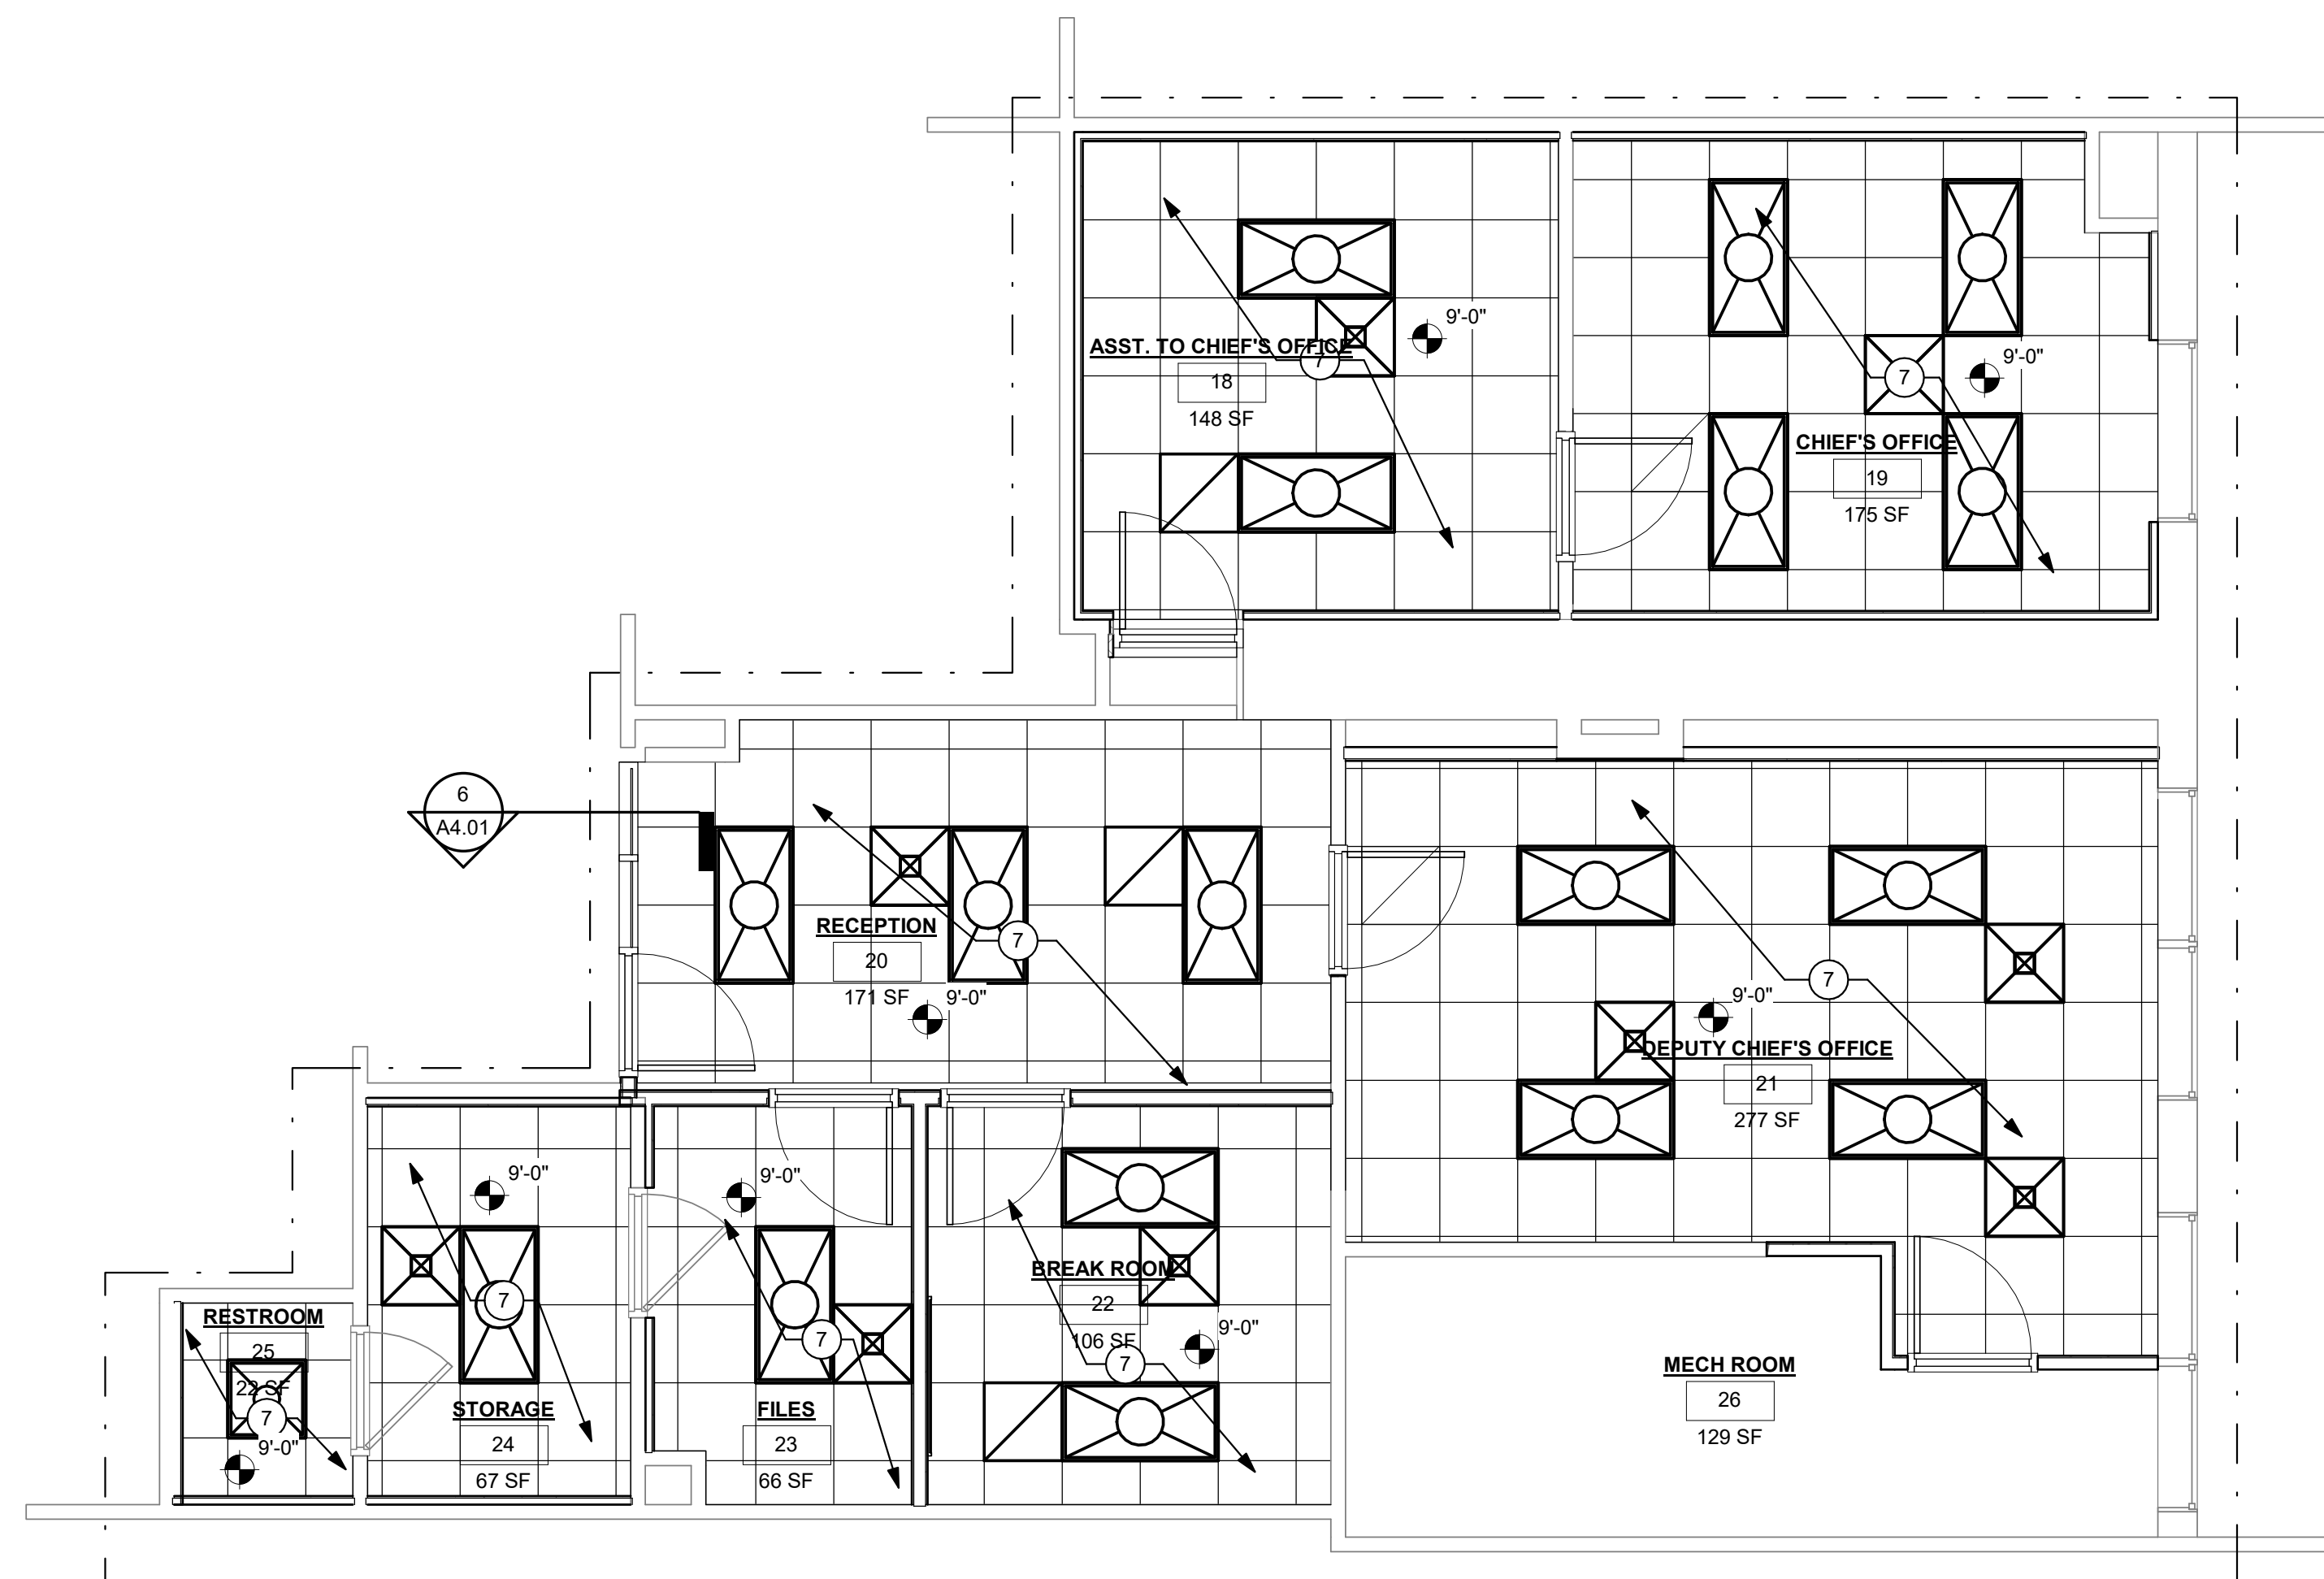 9'-0"
ASST. TO CHIEF'S OFFICE
7
18
148 SF
9'-0"
7
CHIEF'S OFFICE
19
175 SF
6
A4.01
RECEPTION
7
20
171 SF
9'-0"
7
9'-0"
DEPUTY CHIEF'S OFFICE
21
277 SF
9'-0"
9'-0"
BREAK ROOM
22
106 SF
9'-0"
7
7
7
RESTROOM
25
22 SF
7
9'-0"
STORAGE
24
67 SF
FILES
23
66 SF
MECH ROOM
26
129 SF